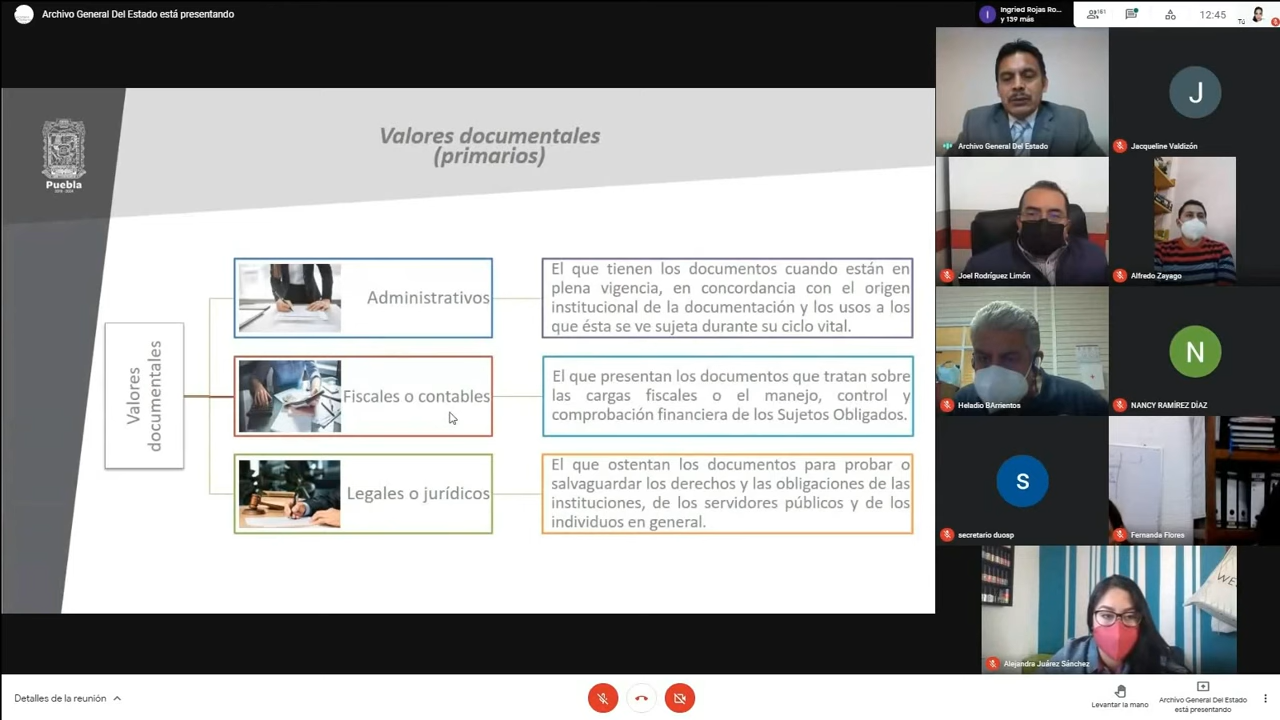 Archivo General Del Estado está presentando
I
Ingried Rojas Ro...
y 139 más
161
12:45
Tú
Puebla
Valores documentales
(primarios)
Valores
documentales
Administrativos
El que tienen los documentos cuando están en
plena vigencia, en concordancia con el origen
institucional de la documentación y los usos a los
que ésta se ve sujeta durante su ciclo vital.
Fiscales o contables
El que presentan los documentos que tratan sobre
las cargas fiscales o el manejo, control y
comprobación financiera de los Sujetos Obligados.
Legales o jurídicos
El que ostentan los documentos para probar o
salvaguardar los derechos y las obligaciones de las
instituciones, de los servidores públicos y de los
individuos en general.
Archivo General Del Estado
J
Jacqueline Valdizón
Joel Rodríguez Limón
Alfredo Zayago
Heladio BArrientos
N
NANCY RAMÍREZ DÍAZ
S
secretario duosp
Fernanda Flores
WE
Alejandra Juárez Sánchez
Detalles de la reunión
Levantar la mano
Archivo General Del Estado
está presentando